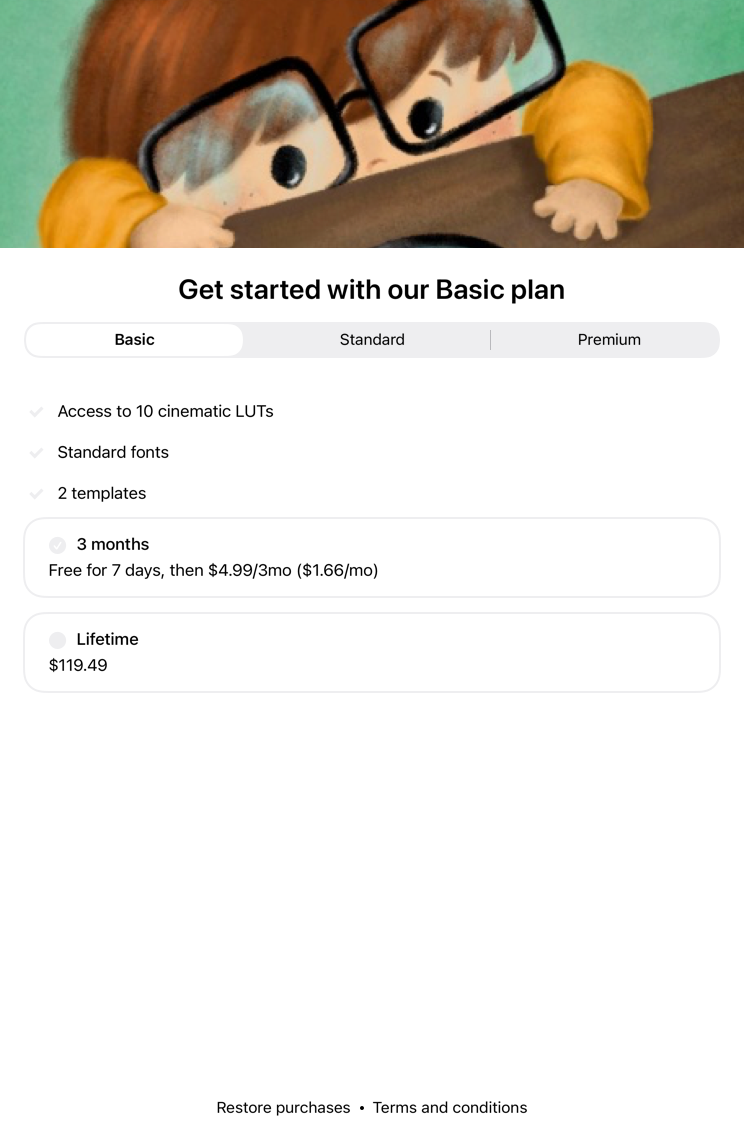 Get started with our Basic plan
Basic
Standard
Premium
Access to 10 cinematic LUTs
Standard fonts
2 templates
3 months
Free for 7 days, then $4.99/3mo ($1.66/mo)
Lifetime
$119.49
Restore purchases • Terms and conditions